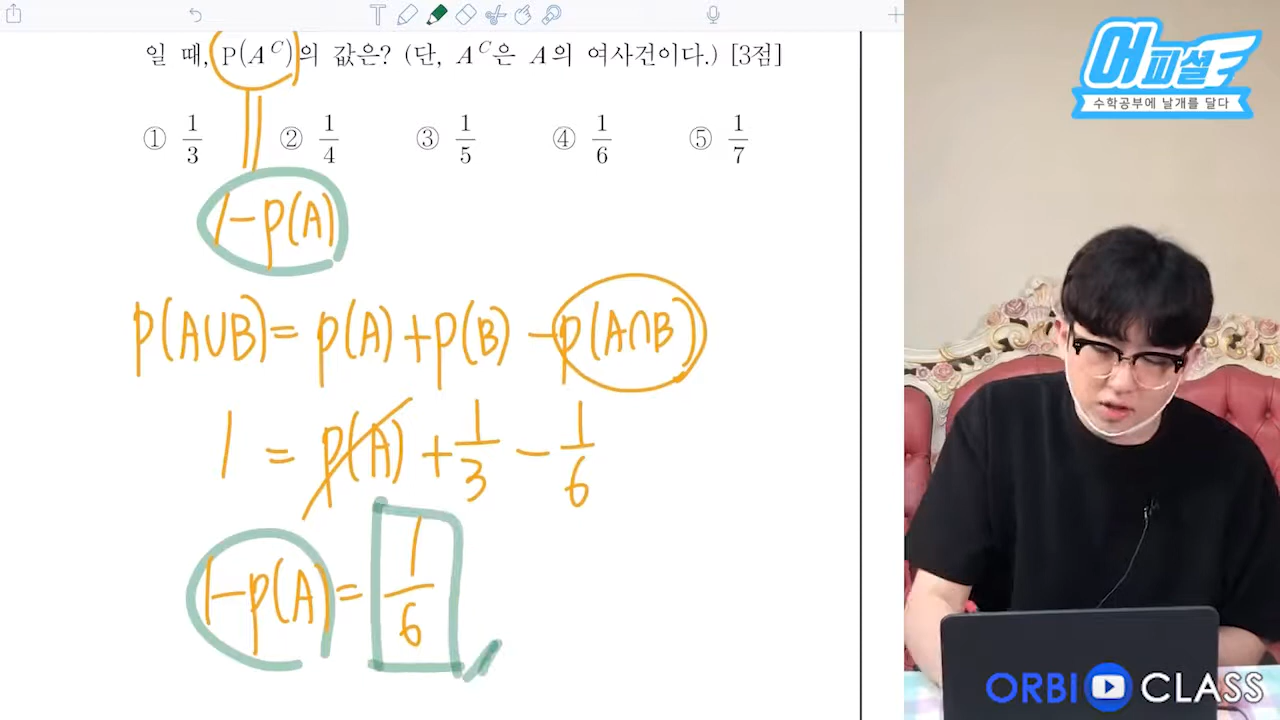 일 때, P(A^C)의 값은? (단, A^C은 A의 여사건이다.) [3점]
① 1/3 ② 1/4 ③ 1/5 ④ 1/6 ⑤ 1/7
1-p(A)
p(A∪B)= p(A)+p(B)-p(A∩B)
1 = p(A)+1/3-1/6
1-p(A)= 1/6
어피셜
수학공부에 날개를 달다
ORBI CLASS